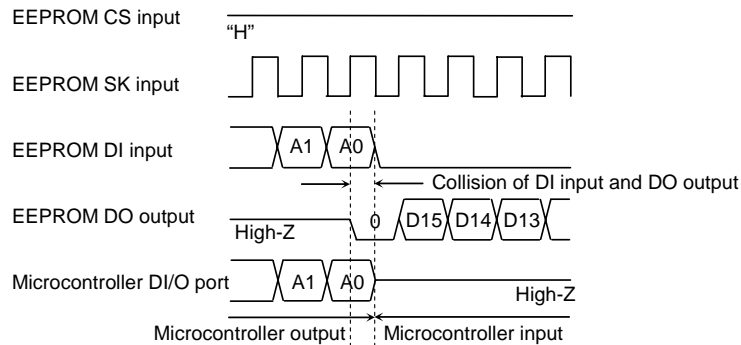 EEPROM CS input
“H”
EEPROM SK input
EEPROM DI input A1 A0
Collision of DI input and DO output
EEPROM DO output High-Z 0 D15 D14 D13
Microcontroller DI/O port A1 A0 High-Z
Microcontroller output Microcontroller input